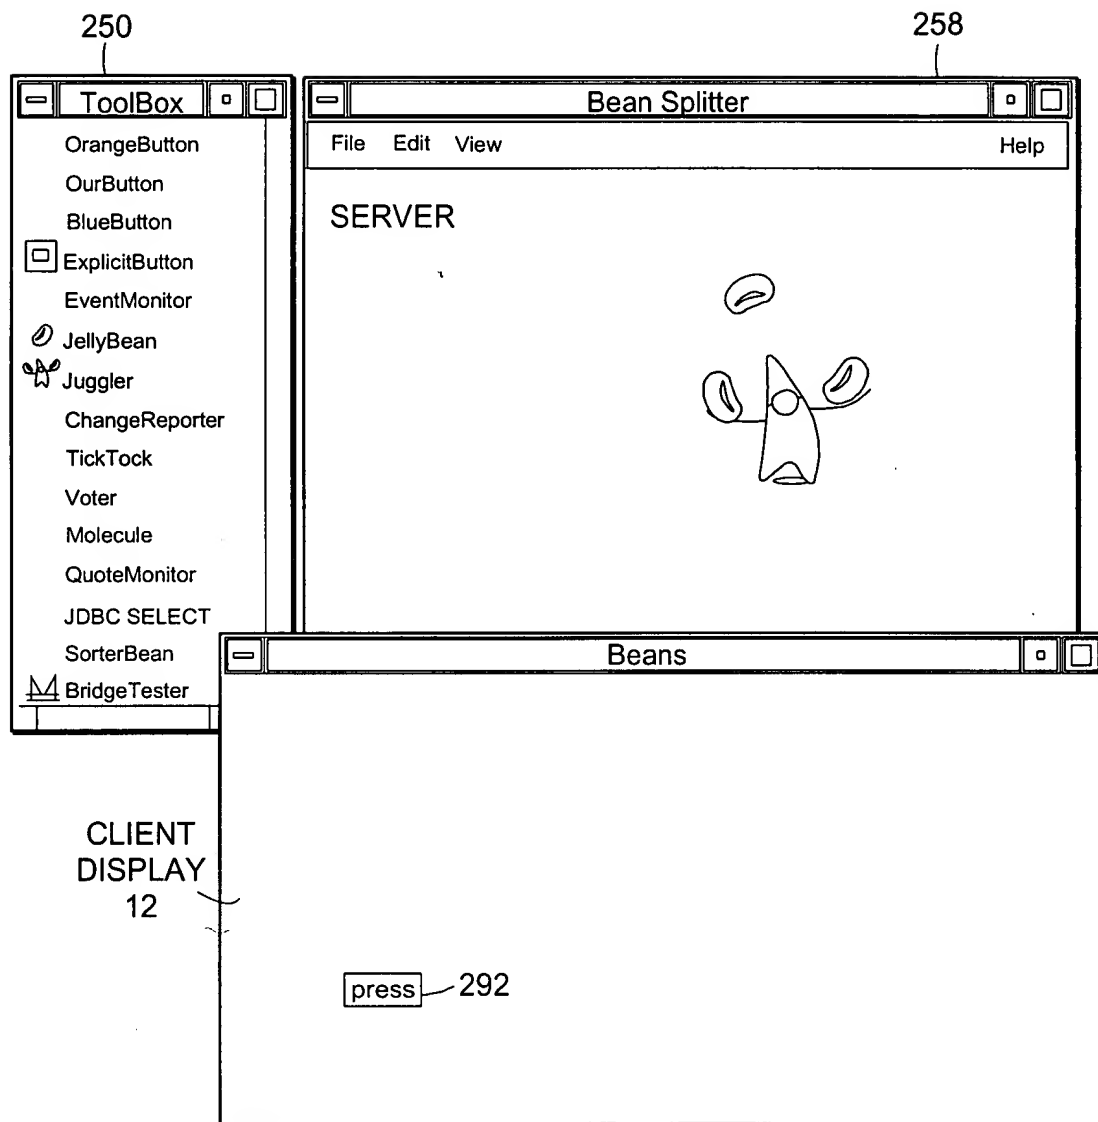 250
258
ToolBox
OrangeButton
OurButton
BlueButton
ExplicitButton
EventMonitor
JellyBean
Juggler
ChangeReporter
TickTock
Voter
Molecule
QuoteMonitor
JDBC SELECT
SorterBean
BridgeTester
Bean Splitter
File Edit View Help
SERVER
Beans
CLIENT
DISPLAY
12
press
292